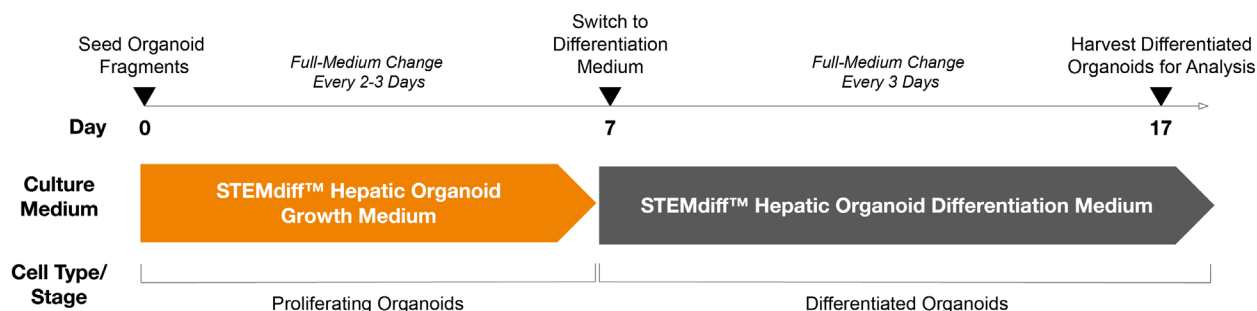 Seed Organoid
Fragments
Full-Medium Change
Every 2-3 Days
Switch to
Differentiation
Medium
Full-Medium Change
Every 3 Days
Harvest Differentiated
Organoids for Analysis
Day
0
7
17
Culture
Medium
STEMdiff™ Hepatic Organoid
Growth Medium
STEMdiff™ Hepatic Organoid Differentiation Medium
Cell Type/
Stage
Proliferating Organoids
Differentiated Organoids